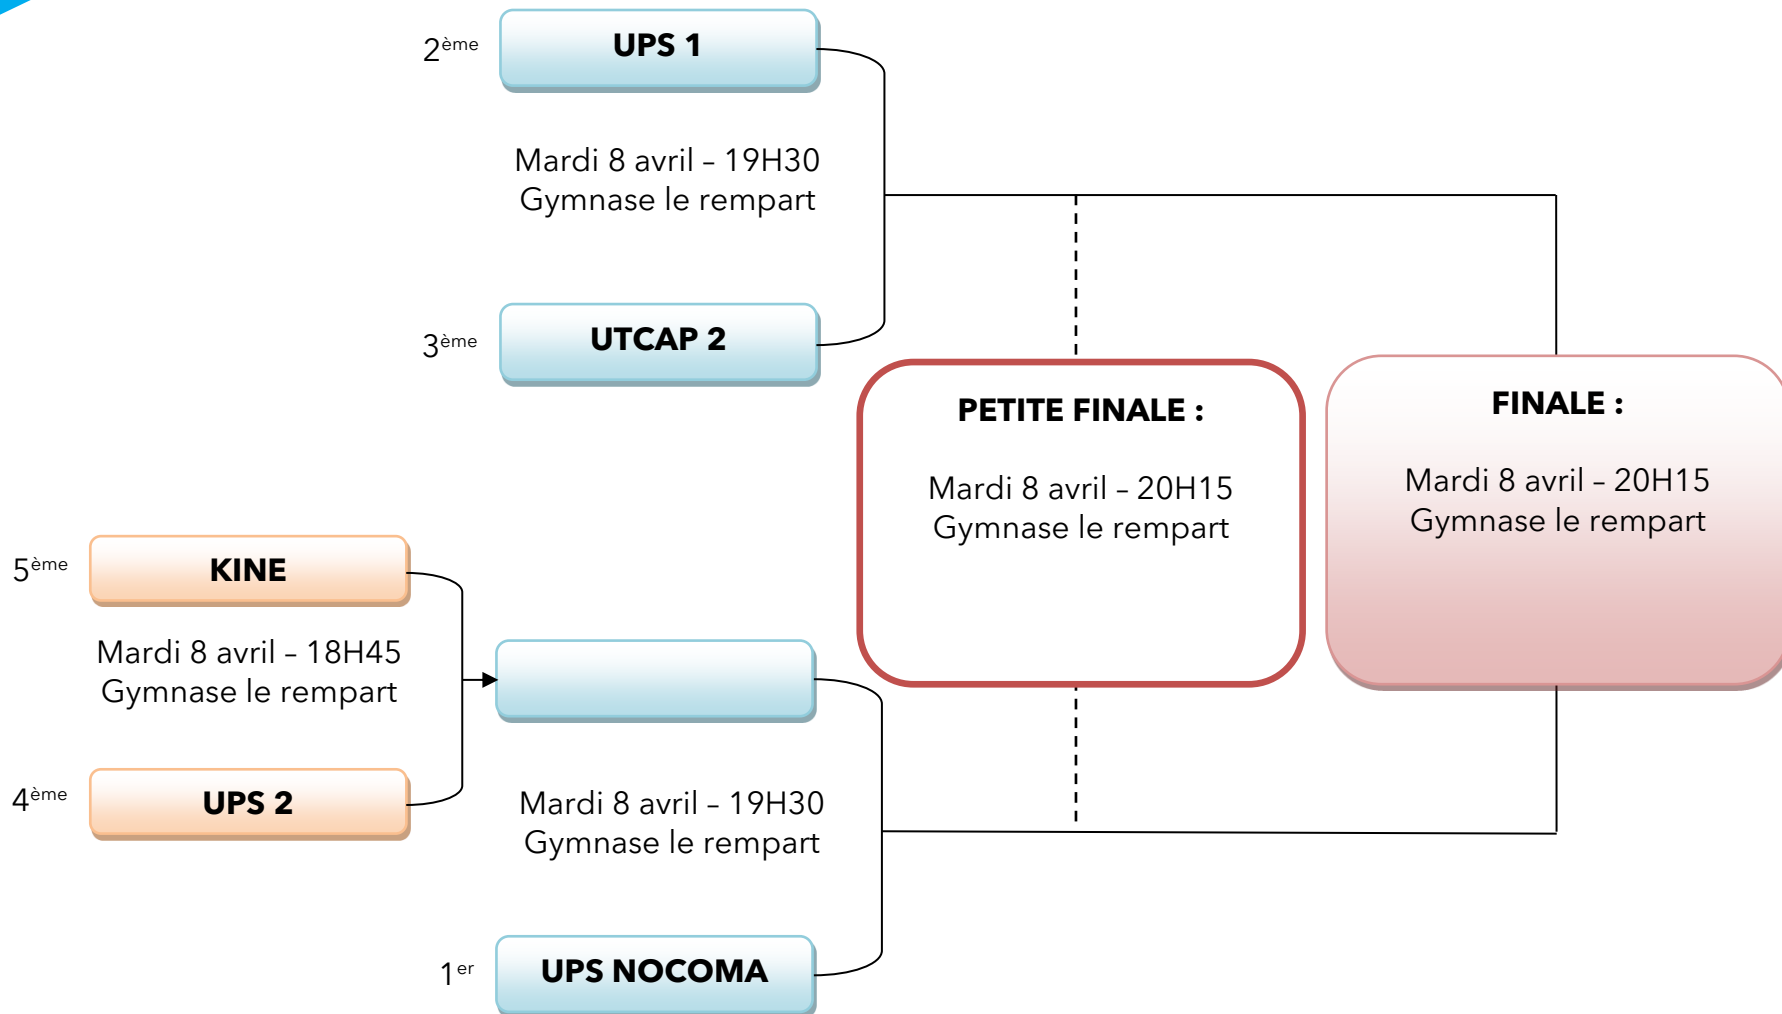 2ème
UPS 1
Mardi 8 avril – 19H30
Gymnase le rempart
3ème
UTCAP 2
PETITE FINALE :
Mardi 8 avril – 20H15
Gymnase le rempart
FINALE :
Mardi 8 avril – 20H15
Gymnase le rempart
5ème
KINE
Mardi 8 avril – 18H45
Gymnase le rempart
4ème
UPS 2
Mardi 8 avril – 19H30
Gymnase le rempart
1er
UPS NOCOMA